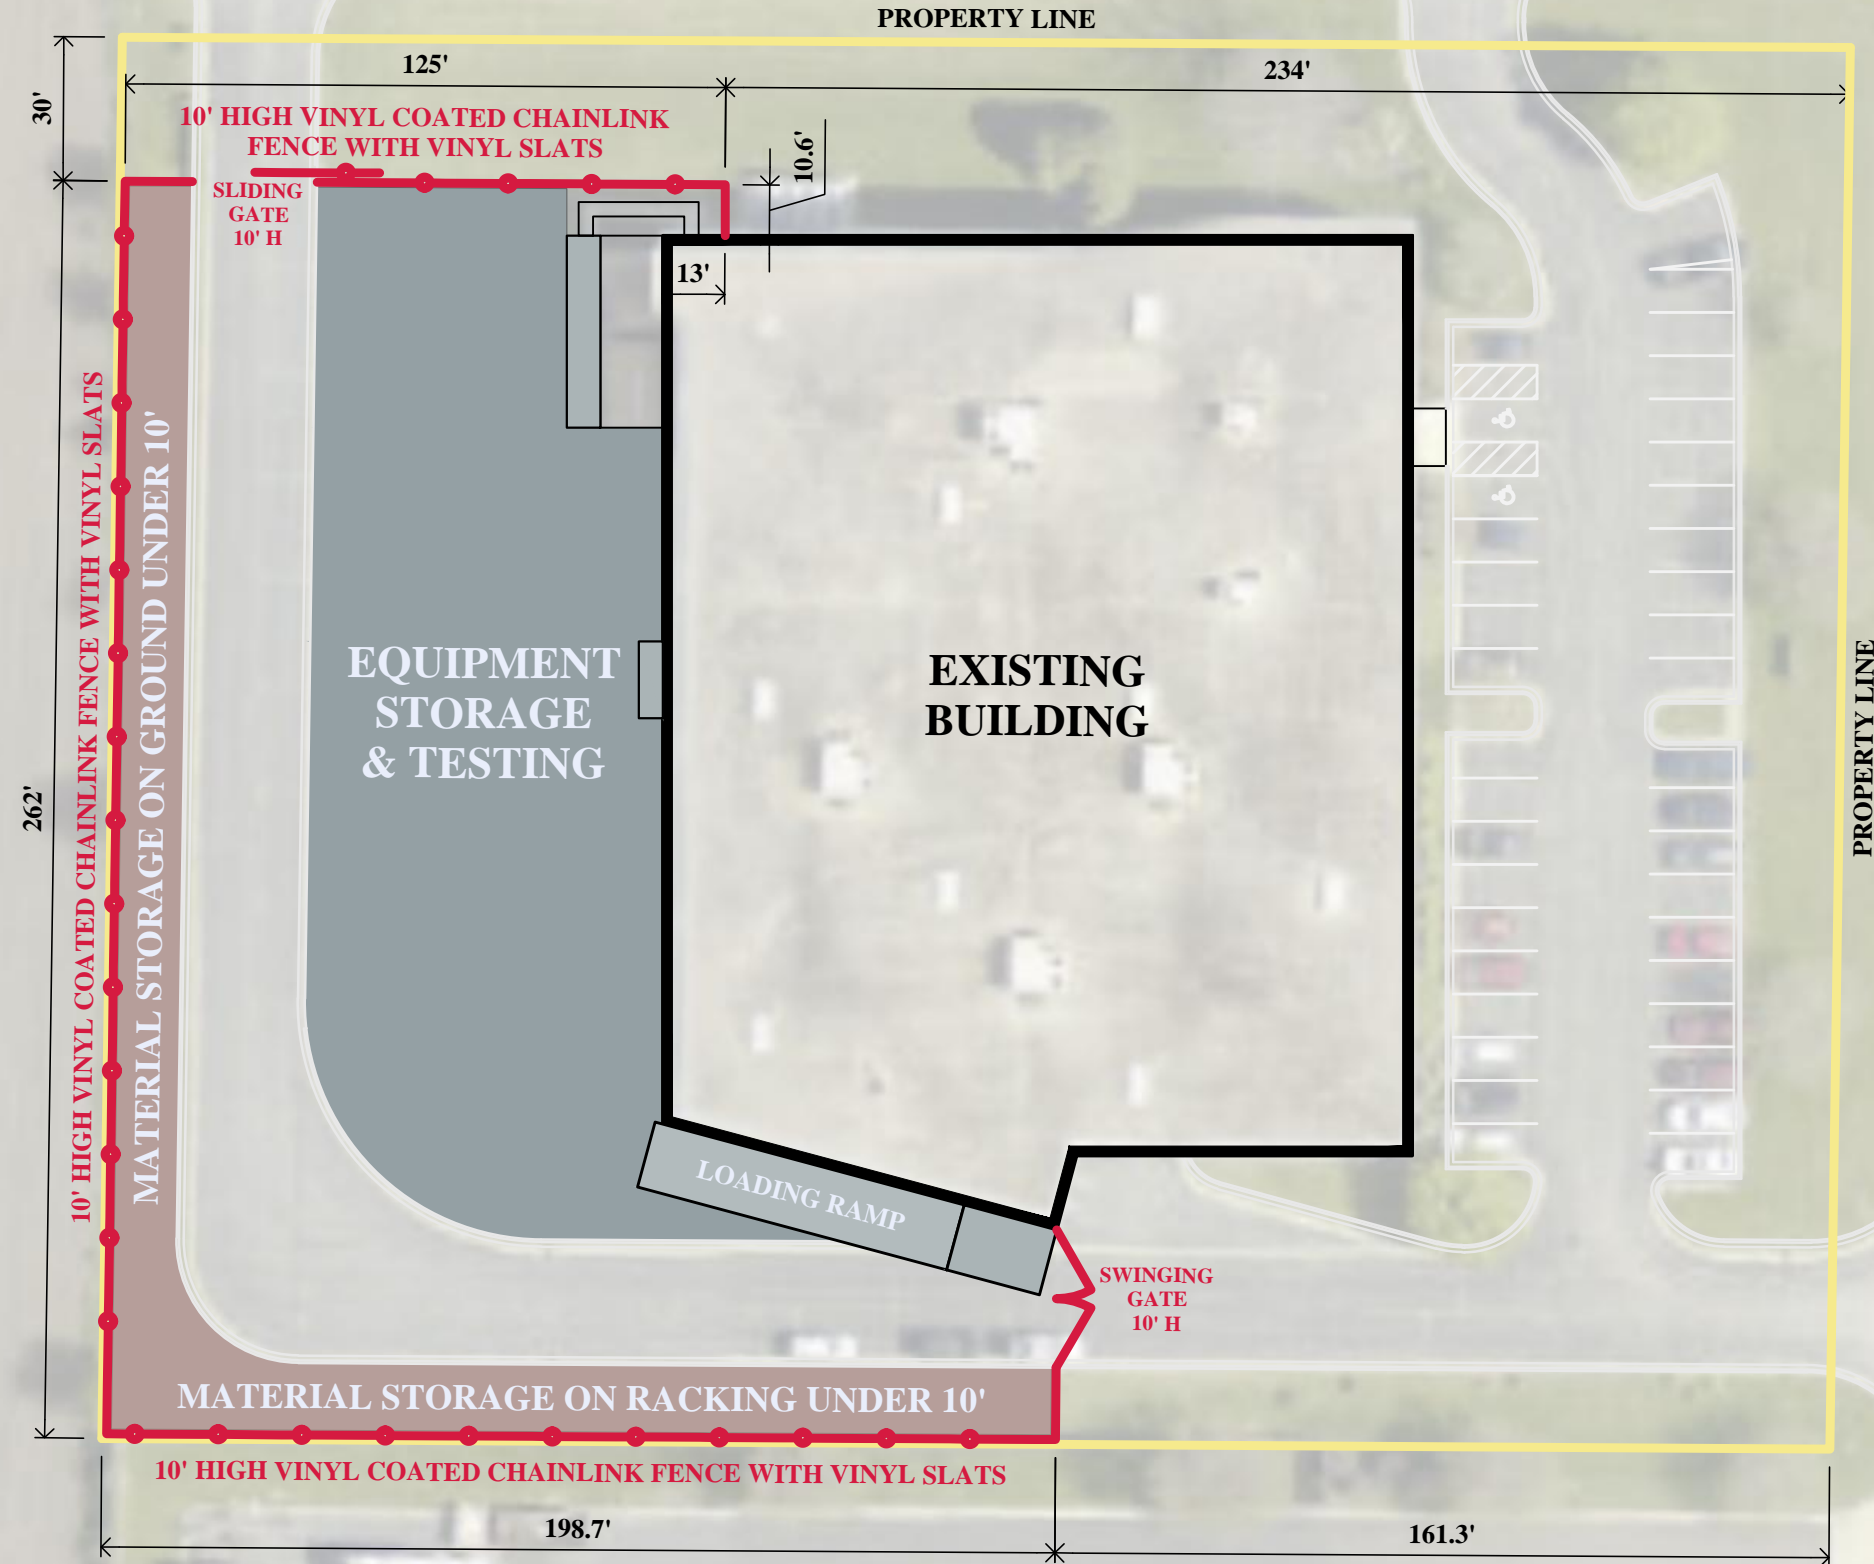 PROPERTY LINE
125'
234'
30'
10' HIGH VINYL COATED CHAINLINK
FENCE WITH VINYL SLATS
10.6'
SLIDING
GATE
10' H
13'
10' HIGH VINYL COATED CHAINLINK FENCE WITH VINYL SLATS
MATERIAL STORAGE ON GROUND UNDER 10'
EQUIPMENT
STORAGE
& TESTING
EXISTING
BUILDING
PROPERTY LINE
262'
LOADING RAMP
SWINGING
GATE
10' H
MATERIAL STORAGE ON RACKING UNDER 10'
10' HIGH VINYL COATED CHAINLINK FENCE WITH VINYL SLATS
198.7'
161.3'